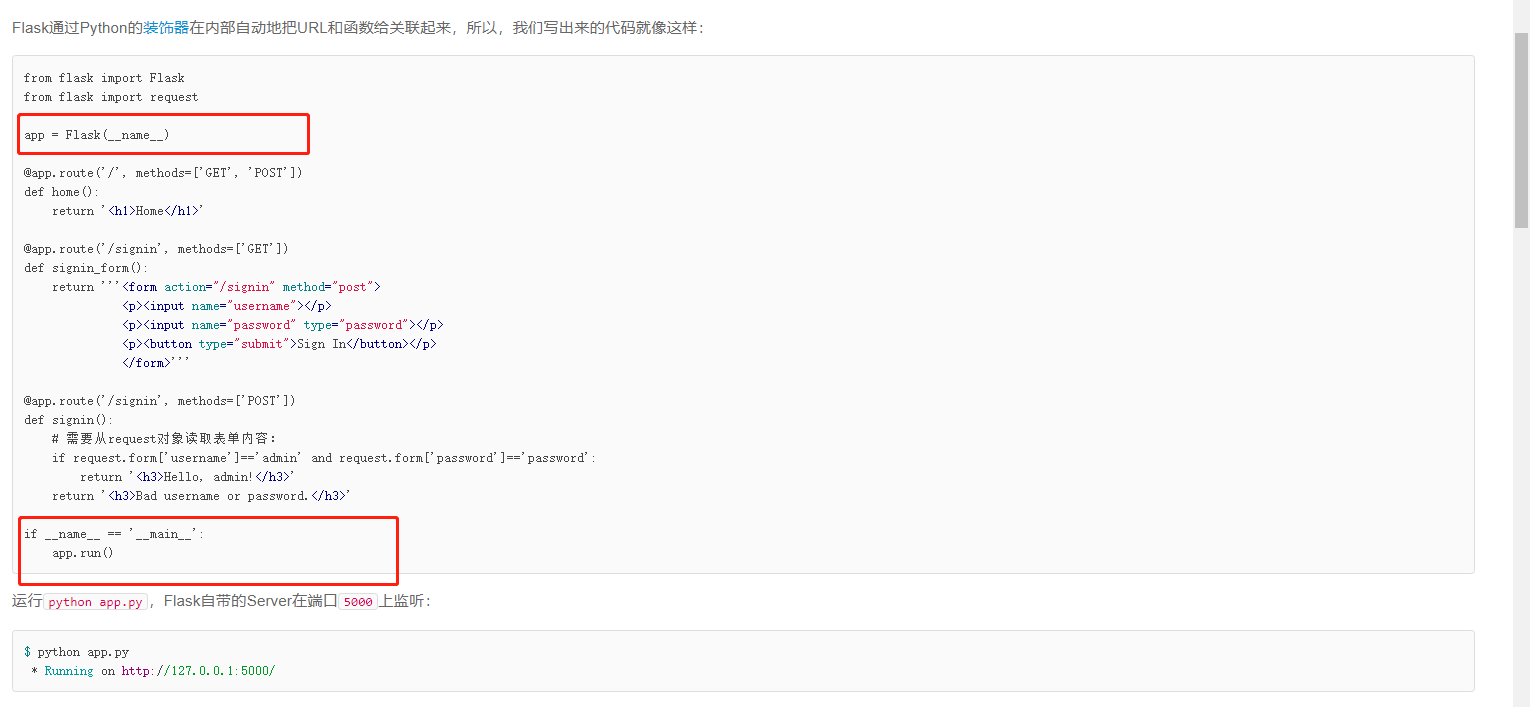 Flask通过Python的装饰器在内部自动地把URL和函数给关联起来，所以，我们写出来的代码就像这样：
from flask import Flask
from flask import request
app = Flask(__name__)
@app.route('/', methods=['GET', 'POST'])
def home():
    return '<h1>Home</h1>'
@app.route('/signin', methods=['GET'])
def signin_form():
    return '''<form action="/signin" method="post">
              <p><input name="username"></p>
              <p><input name="password" type="password"></p>
              <p><button type="submit">Sign In</button></p>
              </form>'''
@app.route('/signin', methods=['POST'])
def signin():
    # 需要从request对象读取表单内容：
    if request.form['username']=='admin' and request.form['password']=='password':
        return '<h3>Hello, admin!</h3>'
    return '<h3>Bad username or password.</h3>'
if __name__ == '__main__':
    app.run()
运行python app.py，Flask自带的Server在端口5000上监听：
$ python app.py
 * Running on http://127.0.0.1:5000/